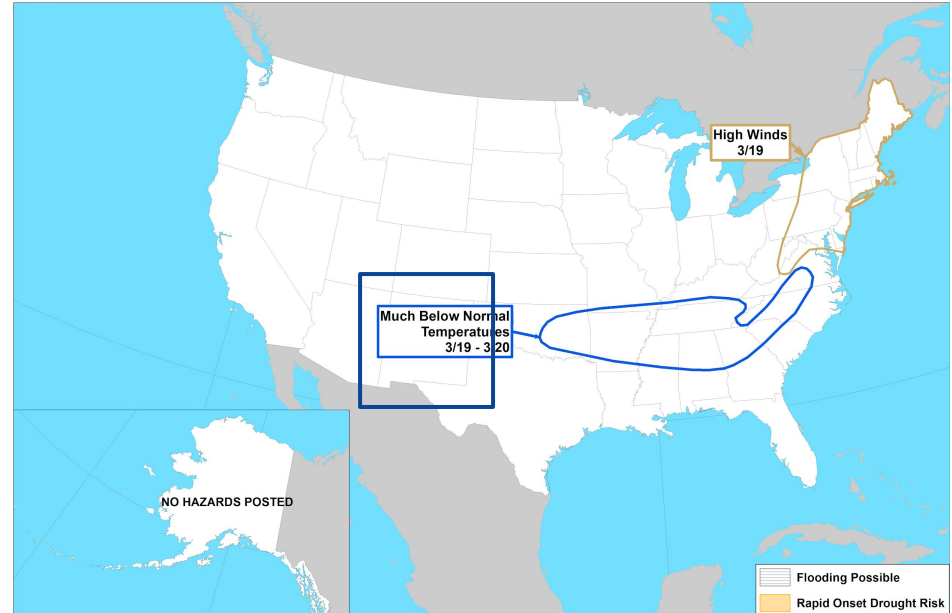 High Winds
3/19
Much Below Normal
Temperatures
3/19 - 3/20
NO HAZARDS POSTED
Flooding Possible
Rapid Onset Drought Risk